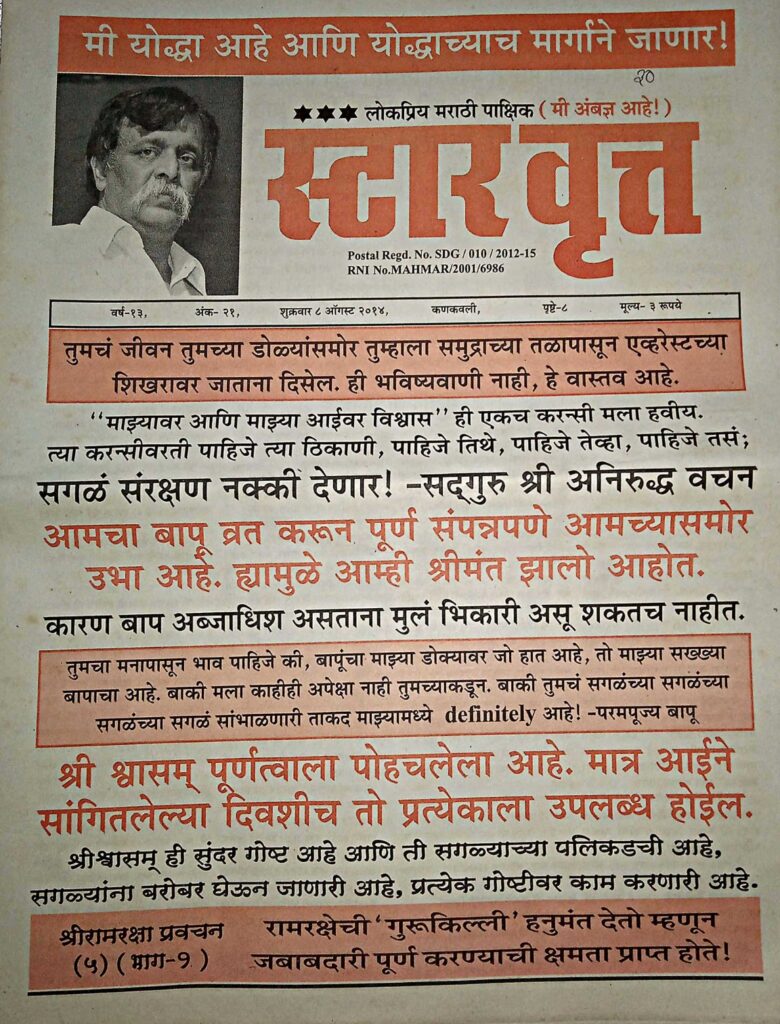 मी योद्धा आहे आणि योद्धाच्याच मार्गाने जाणार!
२०
लोकप्रिय मराठी पाक्षिक ( मी अंबज्ञ आहे! )
स्टार वृत्त
Postal Regd. No. SDG / 010 / 2012-15
RNI No.MAHMAR/2001/6986
वर्ष-१३, अंक- २१, शुक्रवार ८ ऑगस्ट २०१४, कणकवली, पृष्ठे-८ मूल्य- ३ रूपये
तुमचं जीवन तुमच्या डोळ्यांसमोर तुम्हाला समुद्राच्या तळापासून एव्हरेस्टच्या
शिखरावर जाताना दिसेल. ही भविष्यवाणी नाही, हे वास्तव आहे.
‘‘माझ्यावर आणि माझ्या आईवर विश्वास’’ ही एकच करन्सी मला हवीय.
त्या करन्सीवरती पाहिजे त्या ठिकाणी, पाहिजे तिथे, पाहिजे तेव्हा, पाहिजे तसं;
सगळं संरक्षण नक्की देणार! -सद्‌गुरु श्री अनिरुद्ध वचन
आमचा बापू व्रत करून पूर्ण संपन्नपणे आमच्यासमोर
उभा आहे. ह्यामुळे आम्ही श्रीमंत झालो आहोत.
कारण बाप अब्जाधिश असताना मुलं भिकारी असू शकतच नाहीत.
तुमचा मनापासून भाव पाहिजे की, बापूंचा माझ्या डोक्यावर जो हात आहे, तो माझ्या सख्ख्या
बापाचा आहे. बाकी मला काहीही अपेक्षा नाही तुमच्याकडून. बाकी तुमचं सगळंच्या सगळंच्या
सगळंच्या सगळं सांभाळणारी ताकद माझ्यामध्ये definitely आहे! -परमपूज्य बापू
श्री श्वासम् पूर्णत्वाला पोहचलेला आहे. मात्र आईने
सांगितलेल्या दिवशीच तो प्रत्येकाला उपलब्ध होईल.
श्रीश्वासम् ही सुंदर गोष्ट आहे आणि ती सगळ्याच्या पलिकडची आहे,
सगळ्यांना बरोबर घेऊन जाणारी आहे, प्रत्येक गोष्टीवर काम करणारी आहे.
श्रीरामरक्षा प्रवचन
(५) ( भाग-१ )
रामरक्षेची ‘गुरूकिल्ली’ हनुमंत देतो म्हणून
जबाबदारी पूर्ण करण्याची क्षमता प्राप्त होते!